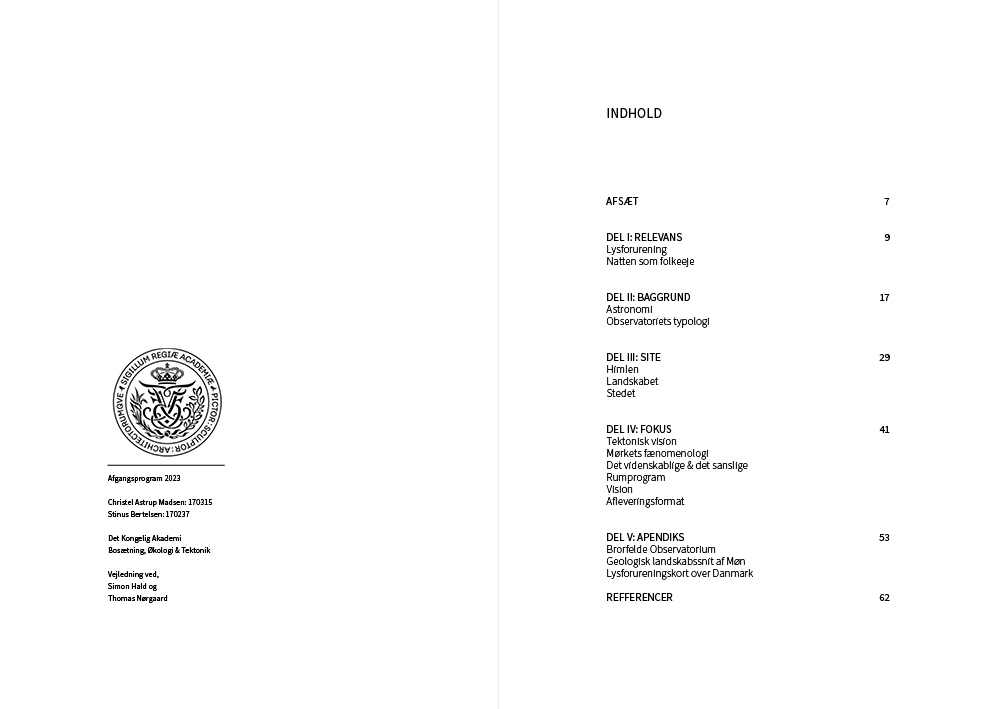 SIGILLUM REGIÆ ACADEMIÆ PICTOR: SCULPTOR: ARCHITECTORUMQVE
Afgangsprogram 2023
Christel Astrup Madsen: 170315
Stinus Bertelsen: 170237
Det Kongelig Akademi
Bosætning, Økologi & Tektonik
Vejledning ved,
Simon Hald og
Thomas Nørgaard
INDHOLD
AFSÆT 7
DEL I: RELEVANS 9
Lysforurening
Natten som folkeeje
DEL II: BAGGRUND 17
Astronomi
Observatoriets typologi
DEL III: SITE 29
Himlen
Landskabet
Stedet
DEL IV: FOKUS 41
Tektonisk vision
Mørkets fænomenologi
Det videnskablige & det sanslige
Rumprogram
Vision
Afleveringsformat
DEL V: APENDIKS 53
Brorfelde Observatorium
Geologisk landskabssnit af Møn
Lysforureningskort over Danmark
REFFERENCER 62